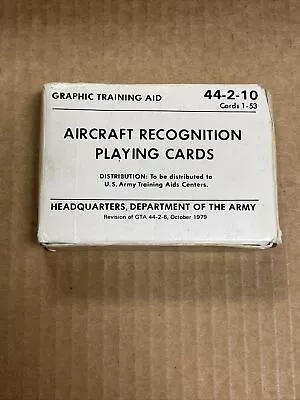 GRAPHIC TRAINING AID 44-2-10
Cards 1-53
AIRCRAFT RECOGNITION
PLAYING CARDS
DISTRIBUTION: To be distributed to
U.S. Army Training Aids Centers.
HEADQUARTERS, DEPARTMENT OF THE ARMY
Revision of GTA 44-2-6, October 1979